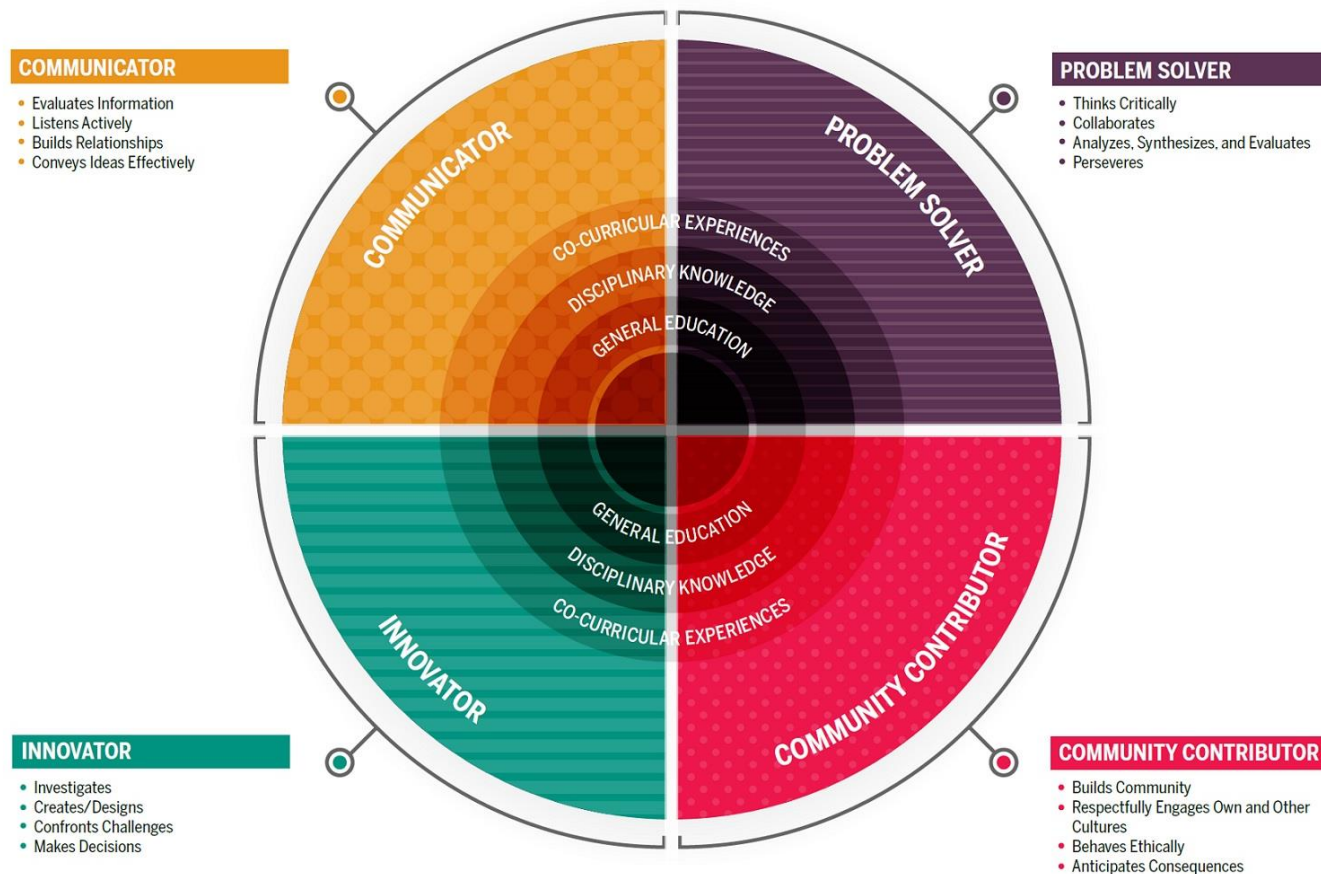 COMMUNICATOR
• Evaluates Information
• Listens Actively
• Builds Relationships
• Conveys Ideas Effectively
PROBLEM SOLVER
• Thinks Critically
• Collaborates
• Analyzes, Synthesizes, and Evaluates
• Perseveres
COMMUNICATOR
PROBLEM SOLVER
CO-CURRICULAR EXPERIENCES
DISCIPLINARY KNOWLEDGE
GENERAL EDUCATION
GENERAL EDUCATION
DISCIPLINARY KNOWLEDGE
CO-CURRICULAR EXPERIENCES
INNOVATOR
COMMUNITY CONTRIBUTOR
INNOVATOR
• Investigates
• Creates/Designs
• Confronts Challenges
• Makes Decisions
COMMUNITY CONTRIBUTOR
• Builds Community
• Respectfully Engages Own and Other
Cultures
• Behaves Ethically
• Anticipates Consequences